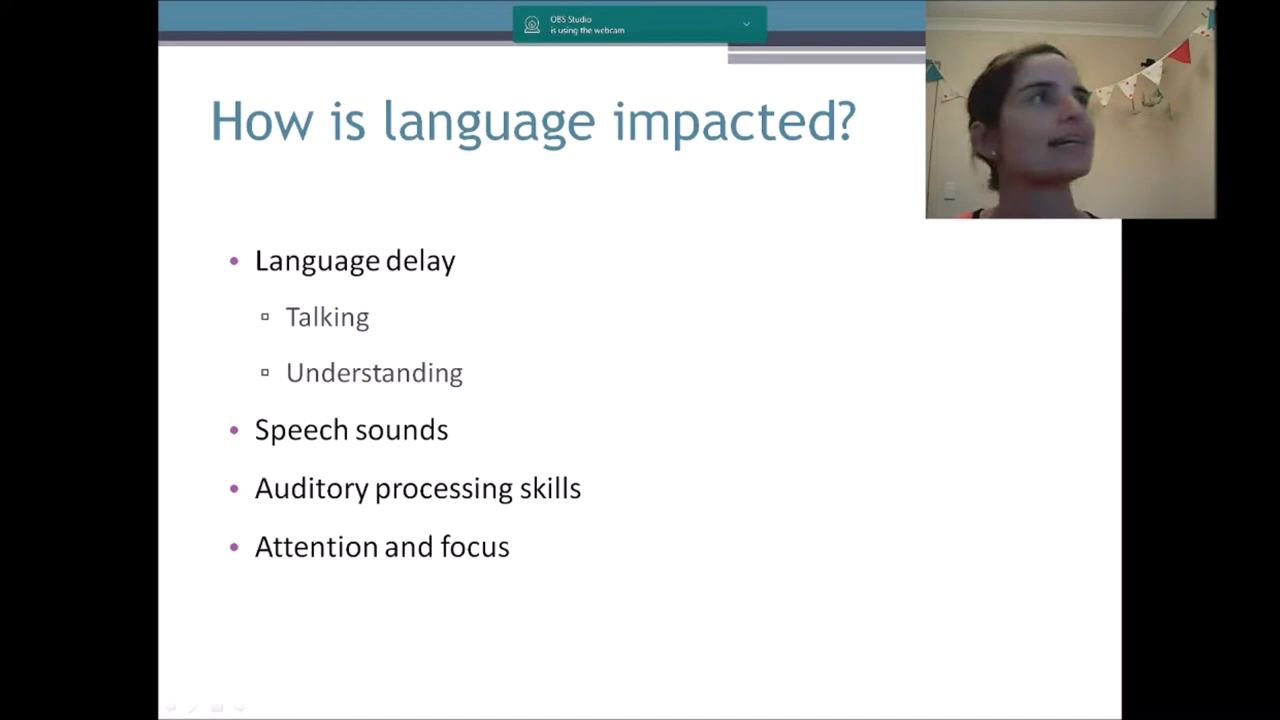 OBS Studio
is using the webcam
How is language impacted?
Language delay
Talking
Understanding
Speech sounds
Auditory processing skills
Attention and focus